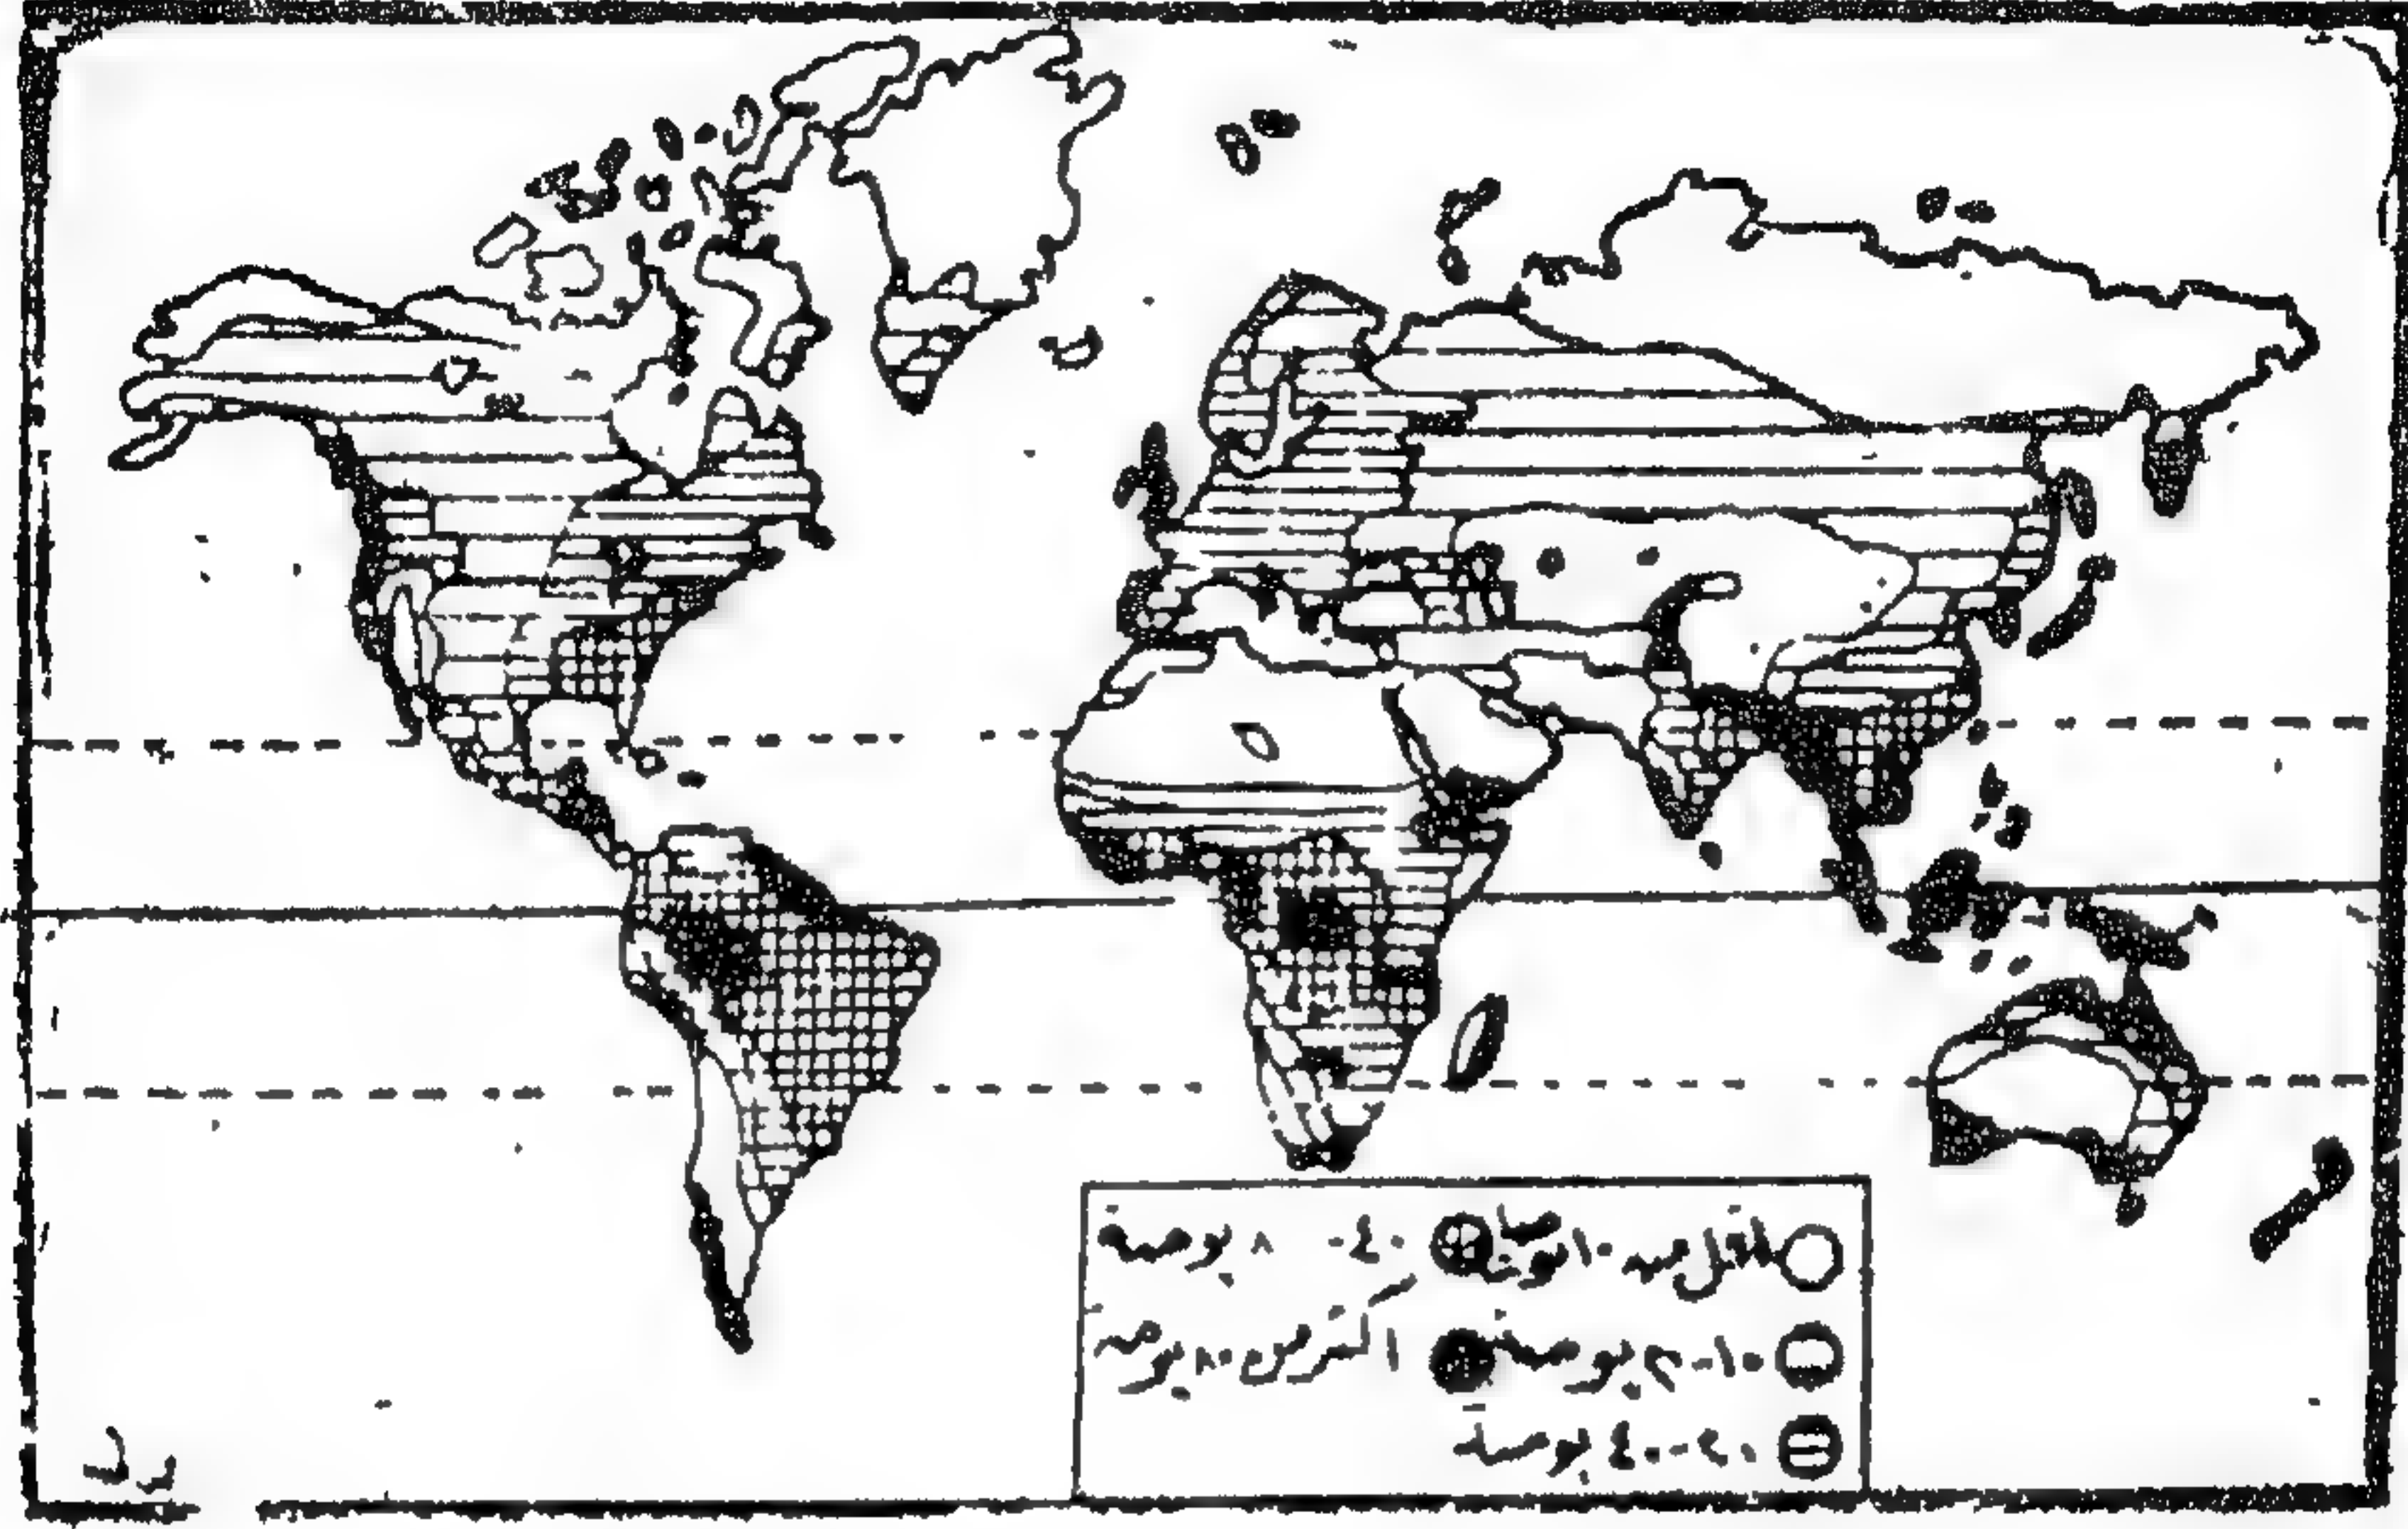 أقل من ١٠ بوصات
٤٠-٨٠ بوصة
١٠-٢٠ بوصة
أكثر من ٨٠ بوصة
٢٠-٤٠ بوصة